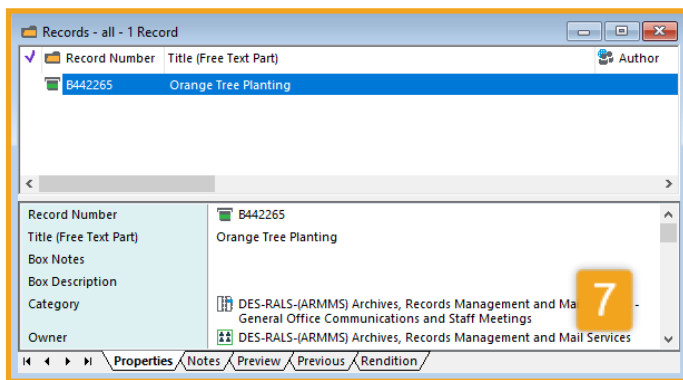 Records - all - 1 Record
Record Number Title (Free Text Part) Author
B442265 Orange Tree Planting
Record Number B442265
Title (Free Text Part) Orange Tree Planting
Box Notes
Box Description
Category DES-RALS-(ARMMS) Archives, Records Management and Mai -
General Office Communications and Staff Meetings
7
Owner DES-RALS-(ARMMS) Archives, Records Management and Mail Services
Properties Notes Preview Previous Rendition